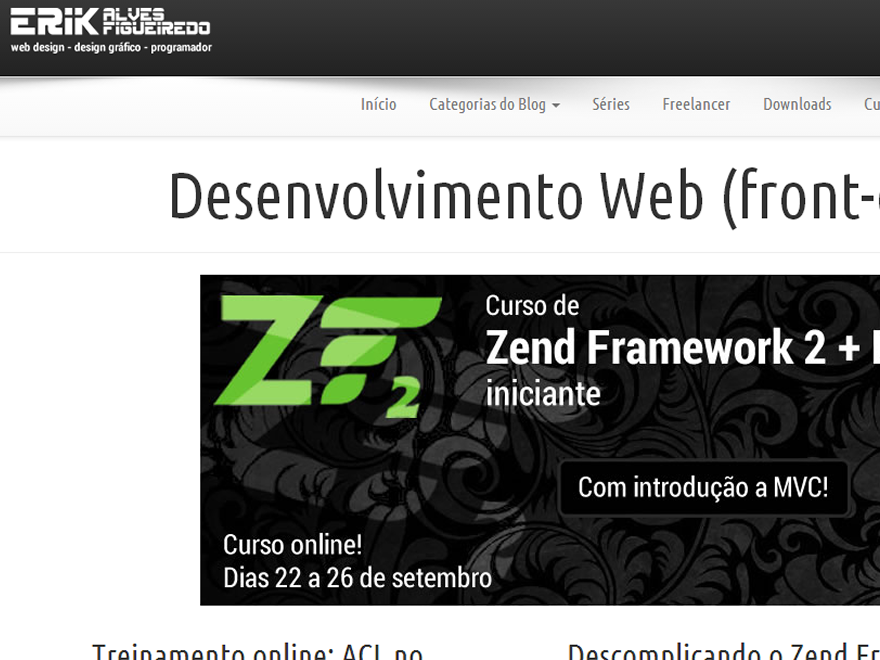 ERIK ALVES FIGUEIREDO
web design - design gráfico - programador
Início Categorias do Blog Séries Freelancer Downloads
Desenvolvimento Web (front-
ZF2
Curso de
Zend Framework 2 +
iniciante
Com introdução a MVC!
Curso online!
Dias 22 a 26 de setembro
Treinamento online: ACL no
Descomplicando o Zend